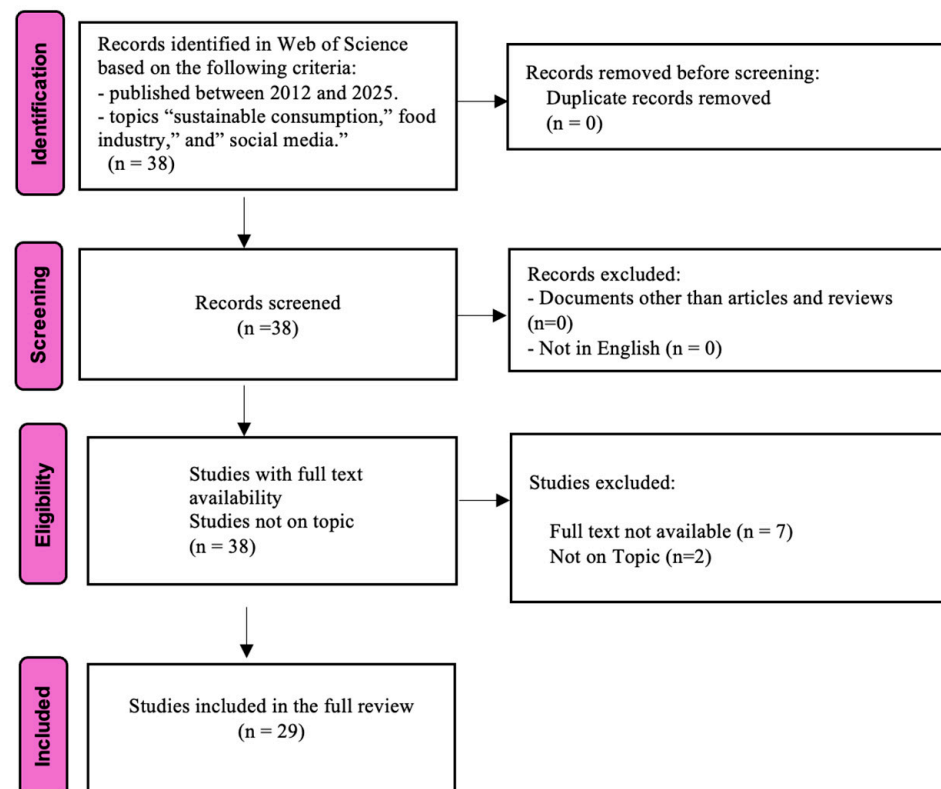 Identification
Records identified in Web of Science
based on the following criteria:
- published between 2012 and 2025.
- topics “sustainable consumption,” food
industry,” and” social media.”
(n = 38)
Records removed before screening:
Duplicate records removed
(n = 0)
Screening
Records screened
(n =38)
Records excluded:
- Documents other than articles and reviews
(n=0)
- Not in English (n = 0)
Eligibility
Studies with full text
availability
Studies not on topic
(n = 38)
Studies excluded:
Full text not available (n = 7)
Not on Topic (n=2)
Included
Studies included in the full review
(n = 29)